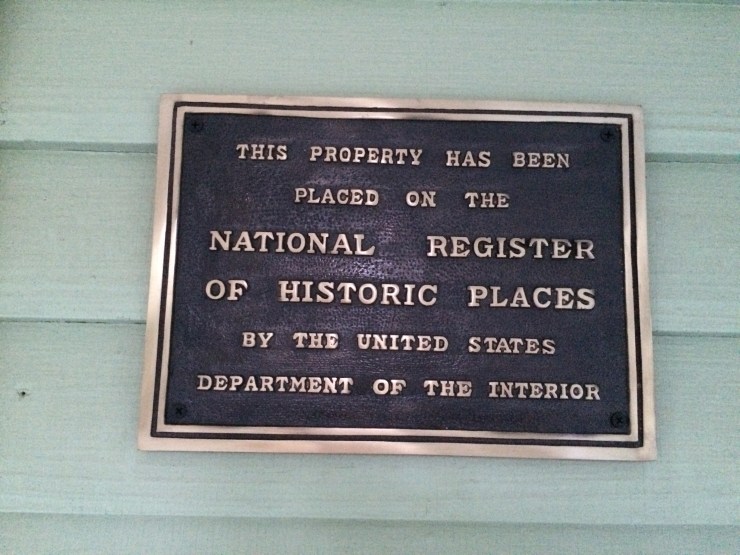 THIS PROPERTY HAS BEEN
PLACED ON THE
NATIONAL REGISTER
OF HISTORIC PLACES
BY THE UNITED STATES
DEPARTMENT OF THE INTERIOR